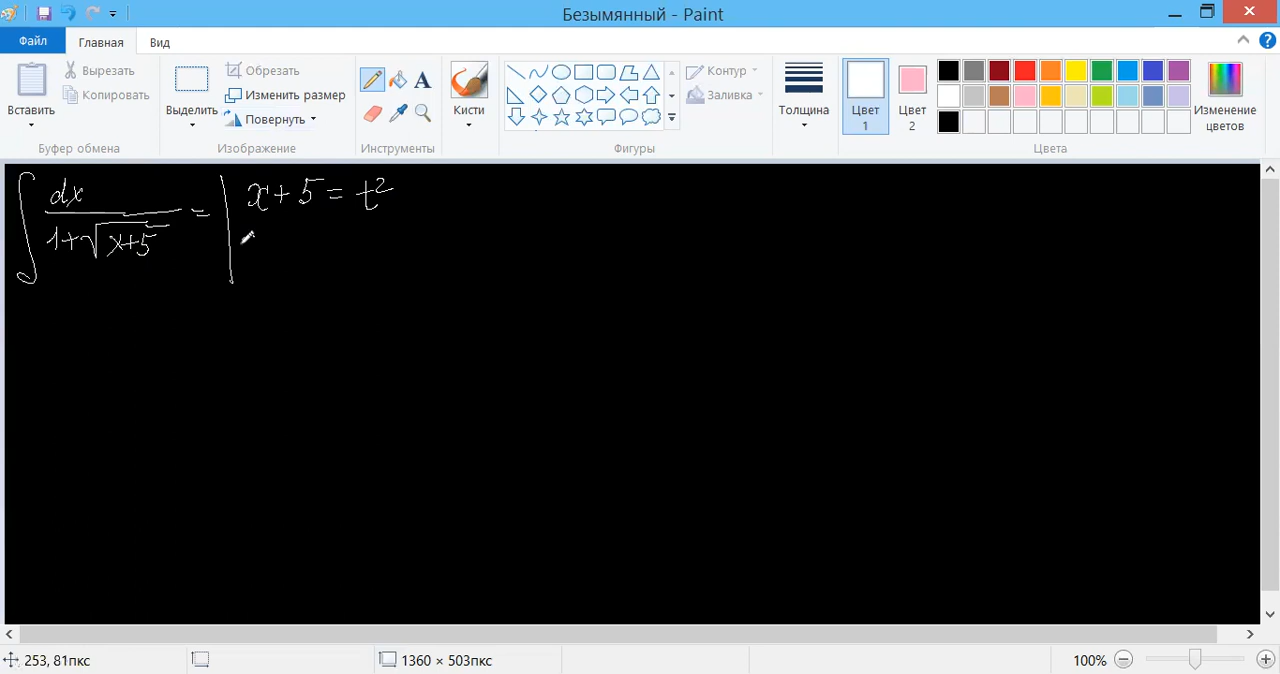 Безымянный - Paint
Файл Главная Вид
Вставить
Вырезать
Копировать
Буфер обмена
Выделить
Обрезать
Изменить размер
Повернуть
Изображение
A
Инструменты
Кисти
Контур
Заливка
Фигуры
Толщина
Цвет 1
Цвет 2
Изменение цветов
Цвета
∫ dx / (1+√(x+5)) = | x+5 = t²
253, 81пкс
1360 × 503пкс
100%